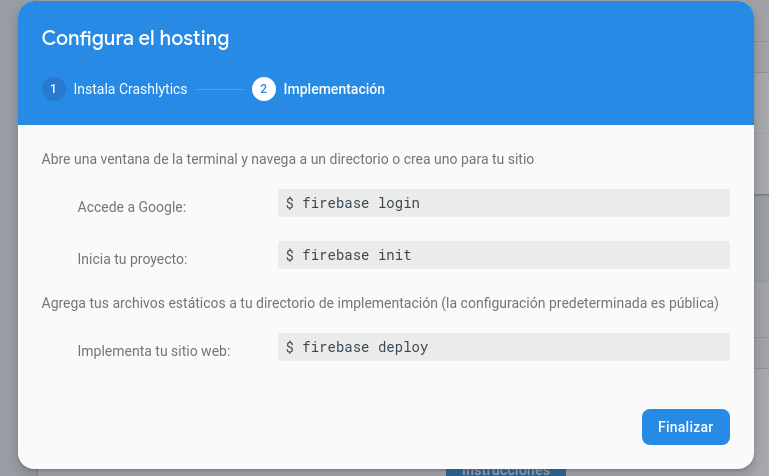 Configura el hosting
1 Instala Crashlytics 2 Implementación
Abre una ventana de la terminal y navega a un directorio o crea uno para tu sitio
Accede a Google: $ firebase login
Inicia tu proyecto: $ firebase init
Agrega tus archivos estáticos a tu directorio de implementación (la configuración predeterminada es pública)
Implementa tu sitio web: $ firebase deploy
Finalizar
Instrucciones